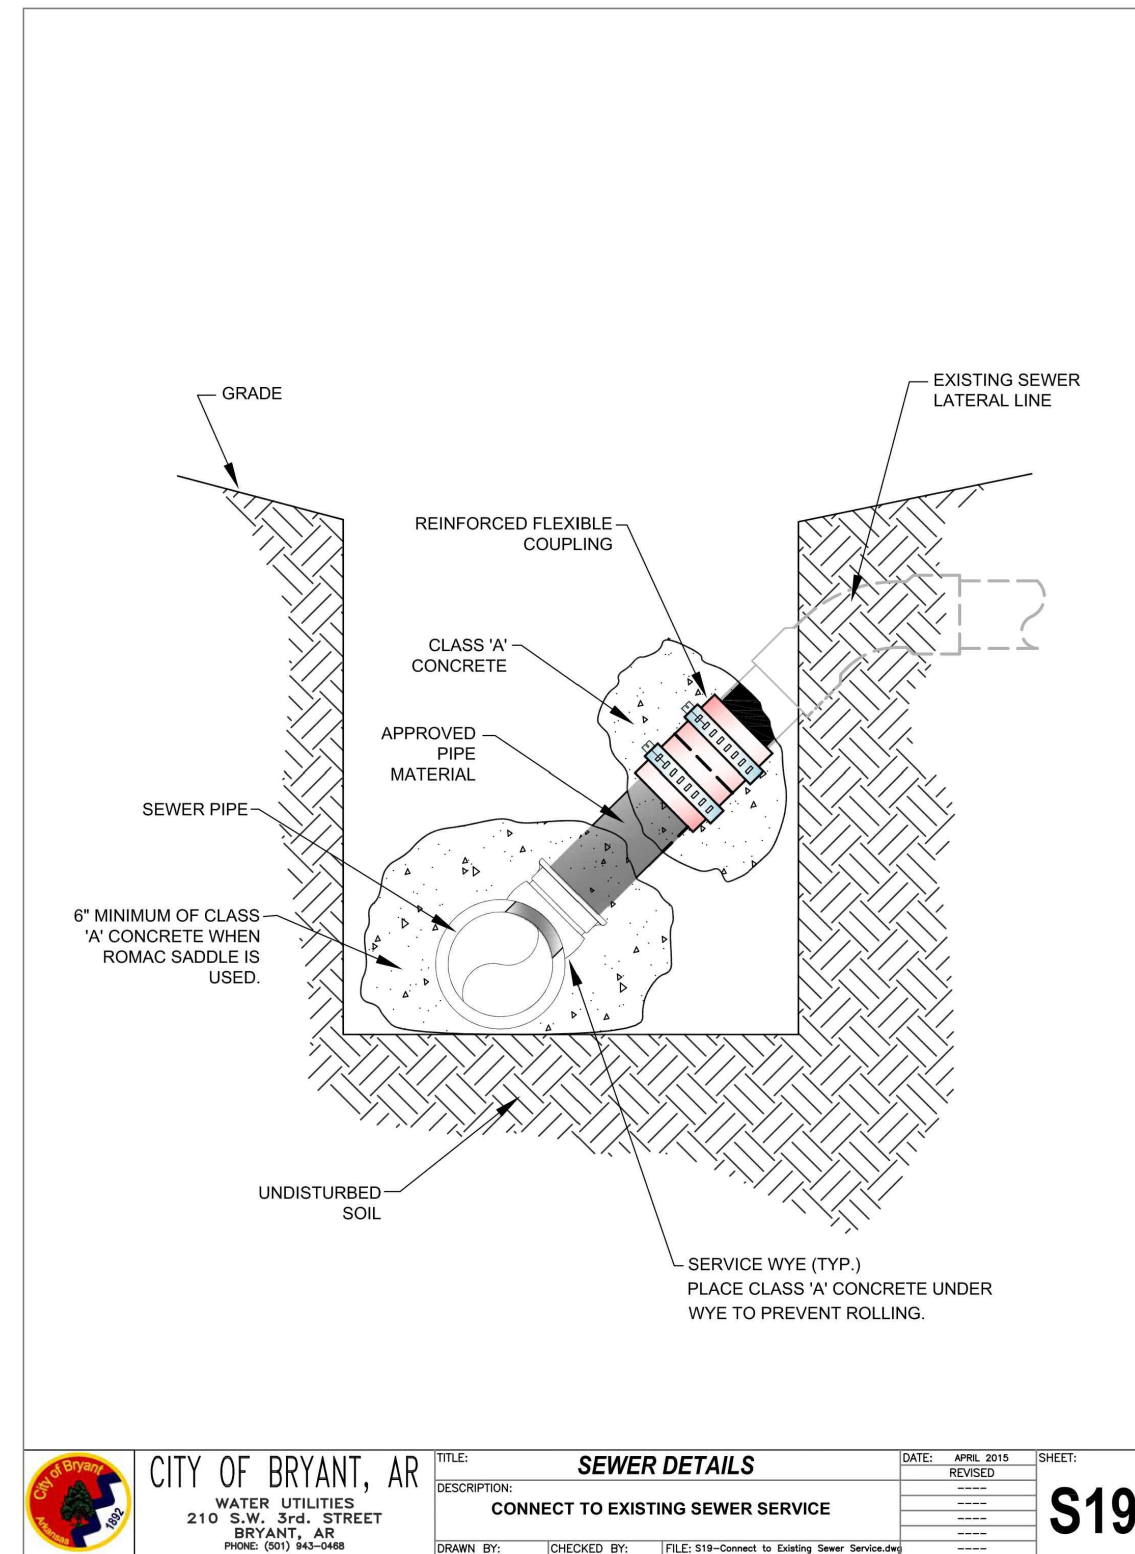 GRADE
EXISTING SEWER
LATERAL LINE
REINFORCED FLEXIBLE
COUPLING
CLASS 'A'
CONCRETE
APPROVED
PIPE
MATERIAL
SEWER PIPE
6" MINIMUM OF CLASS
'A' CONCRETE WHEN
ROMAC SADDLE IS
USED.
UNDISTURBED
SOIL
SERVICE WYE (TYP.)
PLACE CLASS 'A' CONCRETE UNDER
WYE TO PREVENT ROLLING.
City of Bryant
Arkansas
1892
CITY OF BRYANT, AR
WATER UTILITIES
210 S.W. 3rd. STREET
BRYANT, AR
PHONE: (501) 943-0468
TITLE:
SEWER DETAILS
DESCRIPTION:
CONNECT TO EXISTING SEWER SERVICE
DRAWN BY:
CHECKED BY:
FILE: S19-Connect to Existing Sewer Service.dwg
DATE: APRIL 2015
REVISED
----
----
----
----
----
SHEET:
S19